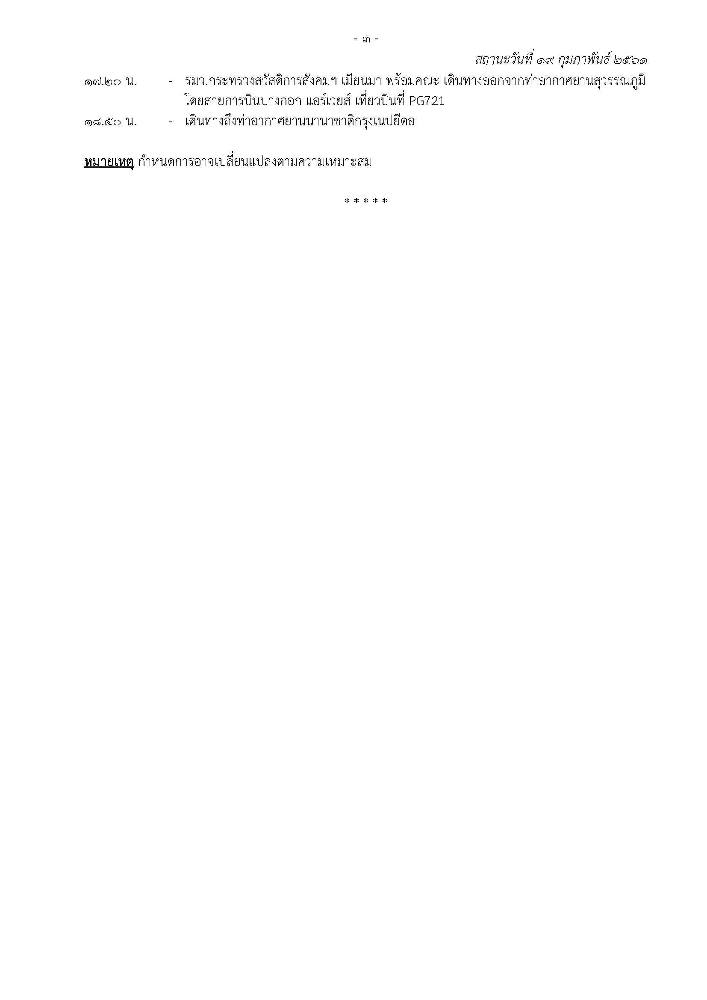 - ๓ -
สถานะวันที่ ๑๙ กุมภาพันธ์ ๒๕๖๑
๑๗.๒๐ น. - รมว.กระทรวงสวัสดิการสังคมฯ เมียนมา พร้อมคณะ เดินทางออกจากท่าอากาศยานสุวรรณภูมิ
โดยสายการบินบางกอก แอร์เวยส์ เที่ยวบินที่ PG721
๑๘.๕๐ น. - เดินทางถึงท่าอากาศยานนานาชาติกรุงเนปยีดอ
หมายเหตุ กำหนดการอาจเปลี่ยนแปลงตามความเหมาะสม
* * * * *